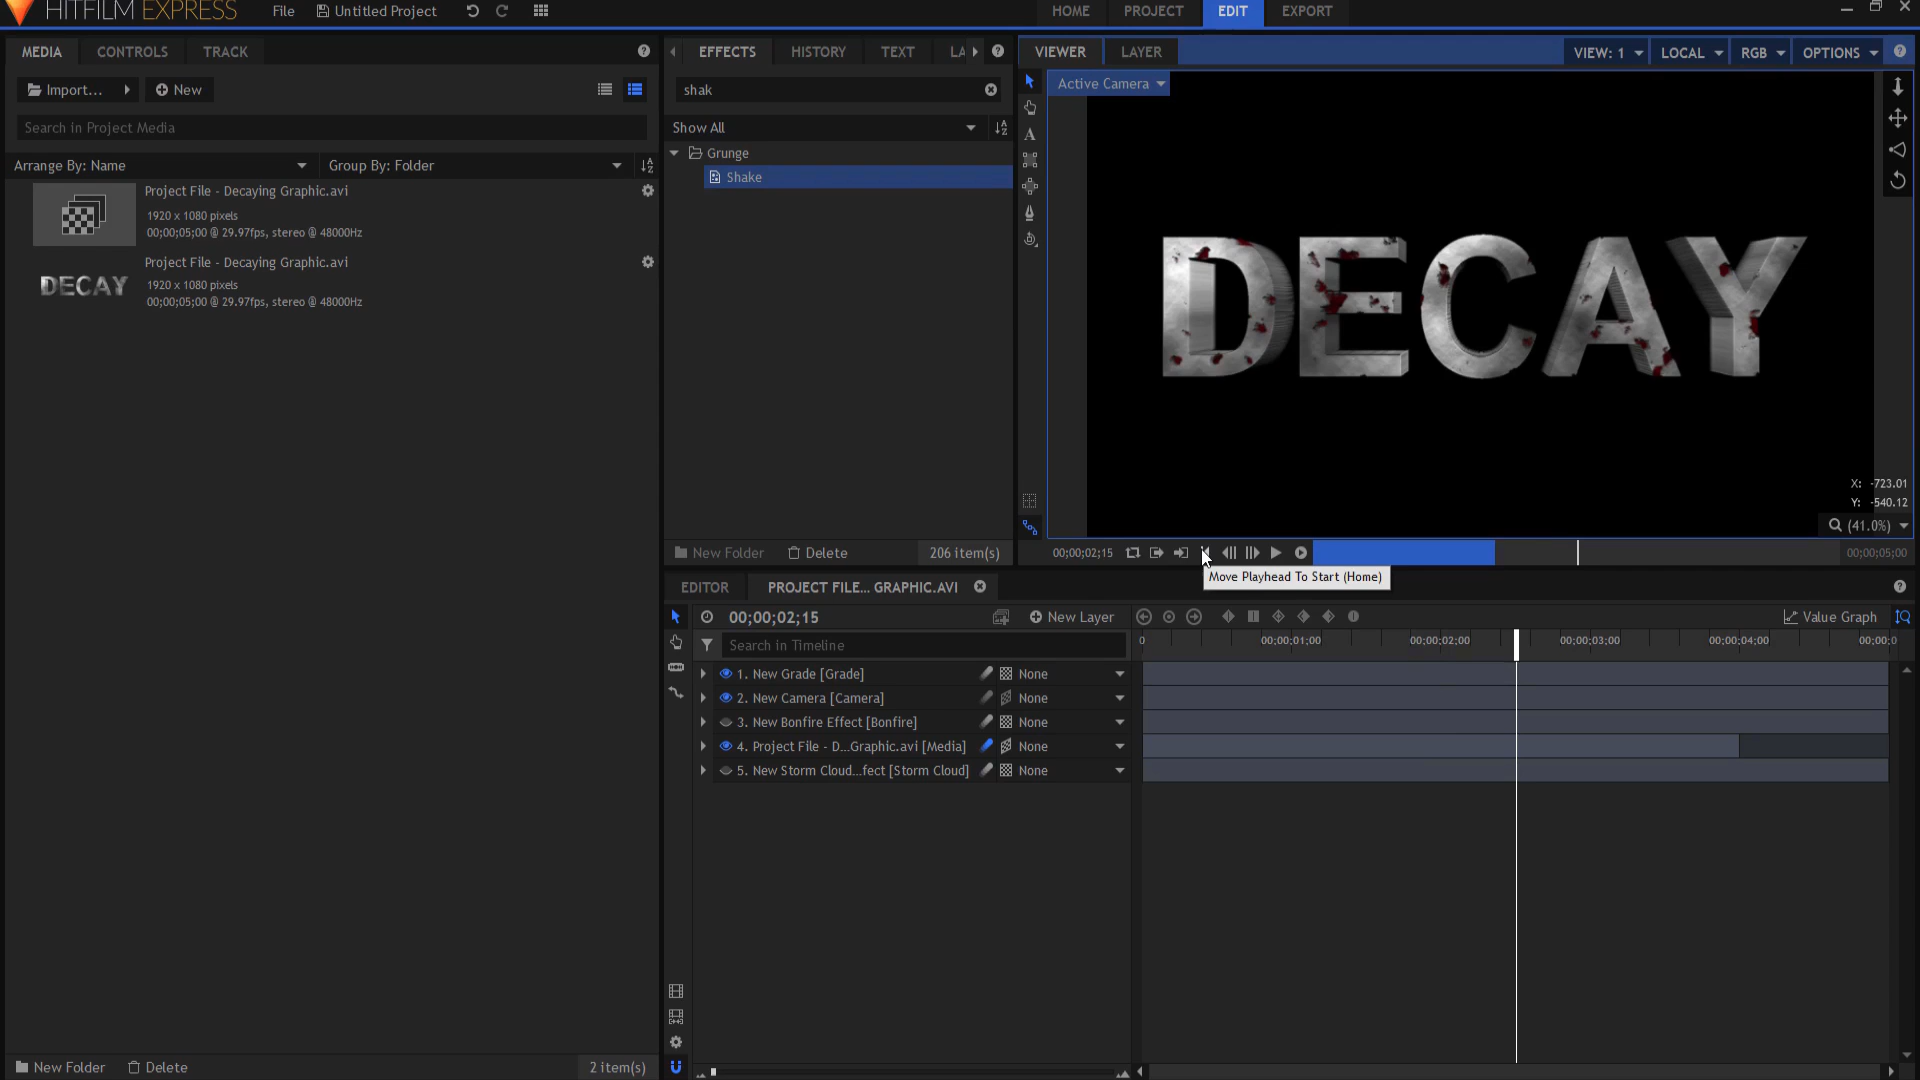 HITFILM EXPRESS
File
Untitled Project
HOME
PROJECT
EDIT
EXPORT
MEDIA
CONTROLS
TRACK
Import...
New
Search in Project Media
Arrange By: Name
Group By: Folder
Project File - Decaying Graphic.avi
1920 x 1080 pixels
00;00;05;00 @ 29.97fps, stereo @ 48000Hz
DECAY
Project File - Decaying Graphic.avi
1920 x 1080 pixels
00;00;05;00 @ 29.97fps, stereo @ 48000Hz
New Folder
Delete
2 item(s)
EFFECTS
HISTORY
TEXT
LA
shak
Show All
Grunge
Shake
New Folder
Delete
206 item(s)
VIEWER
LAYER
VIEW: 1
LOCAL
RGB
OPTIONS
Active Camera
DECAY
X: -723.01
Y: -540.12
(41.0%)
00;00;02;15
00;00;05;00
Move Playhead To Start (Home)
EDITOR
PROJECT FILE... GRAPHIC.AVI
00;00;02;15
New Layer
Value Graph
Search in Timeline
0
00;00;01;00
00;00;02;00
00;00;03;00
00;00;04;00
00;00;0
1. New Grade [Grade]
None
2. New Camera [Camera]
None
3. New Bonfire Effect [Bonfire]
None
4. Project File - D...Graphic.avi [Media]
None
5. New Storm Cloud...fect [Storm Cloud]
None